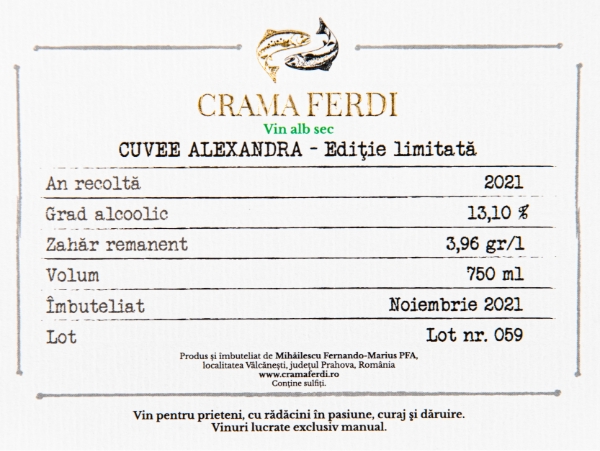 CRAMA FERDI
Vin alb sec
CUVEE ALEXANDRA - Ediţie limitată
An recoltă 2021
Grad alcoolic 13,10 %
Zahăr remanent 3,96 gr/l
Volum 750 ml
Îmbuteliat Noiembrie 2021
Lot Lot nr. 059
Produs și îmbuteliat de Mihăilescu Fernando-Marius PFA,
localitatea Vâlcănești, județul Prahova, România
www.cramaferdi.ro
Conține sulfiți.
Vin pentru prieteni, cu rădăcini în pasiune, curaj şi dăruire.
Vinuri lucrate exclusiv manual.